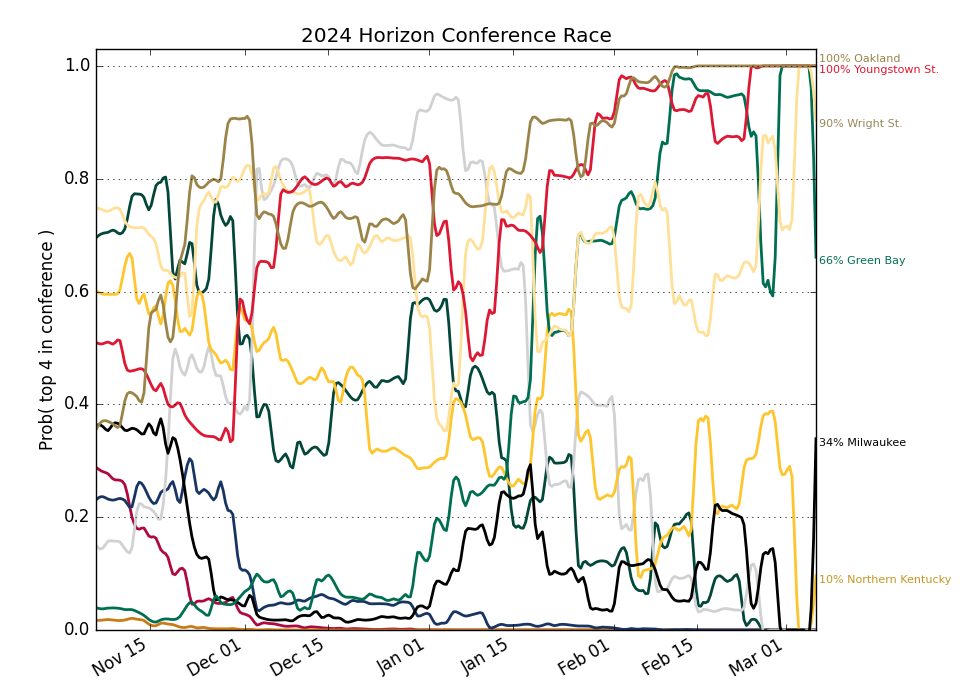 2024 Horizon Conference Race
Prob( top 4 in conference )
1.0
0.8
0.6
0.4
0.2
0.0
Nov 15
Dec 01
Dec 15
Jan 01
Jan 15
Feb 01
Feb 15
Mar 01
100% Oakland
100% Youngstown St.
90% Wright St.
66% Green Bay
34% Milwaukee
10% Northern Kentucky